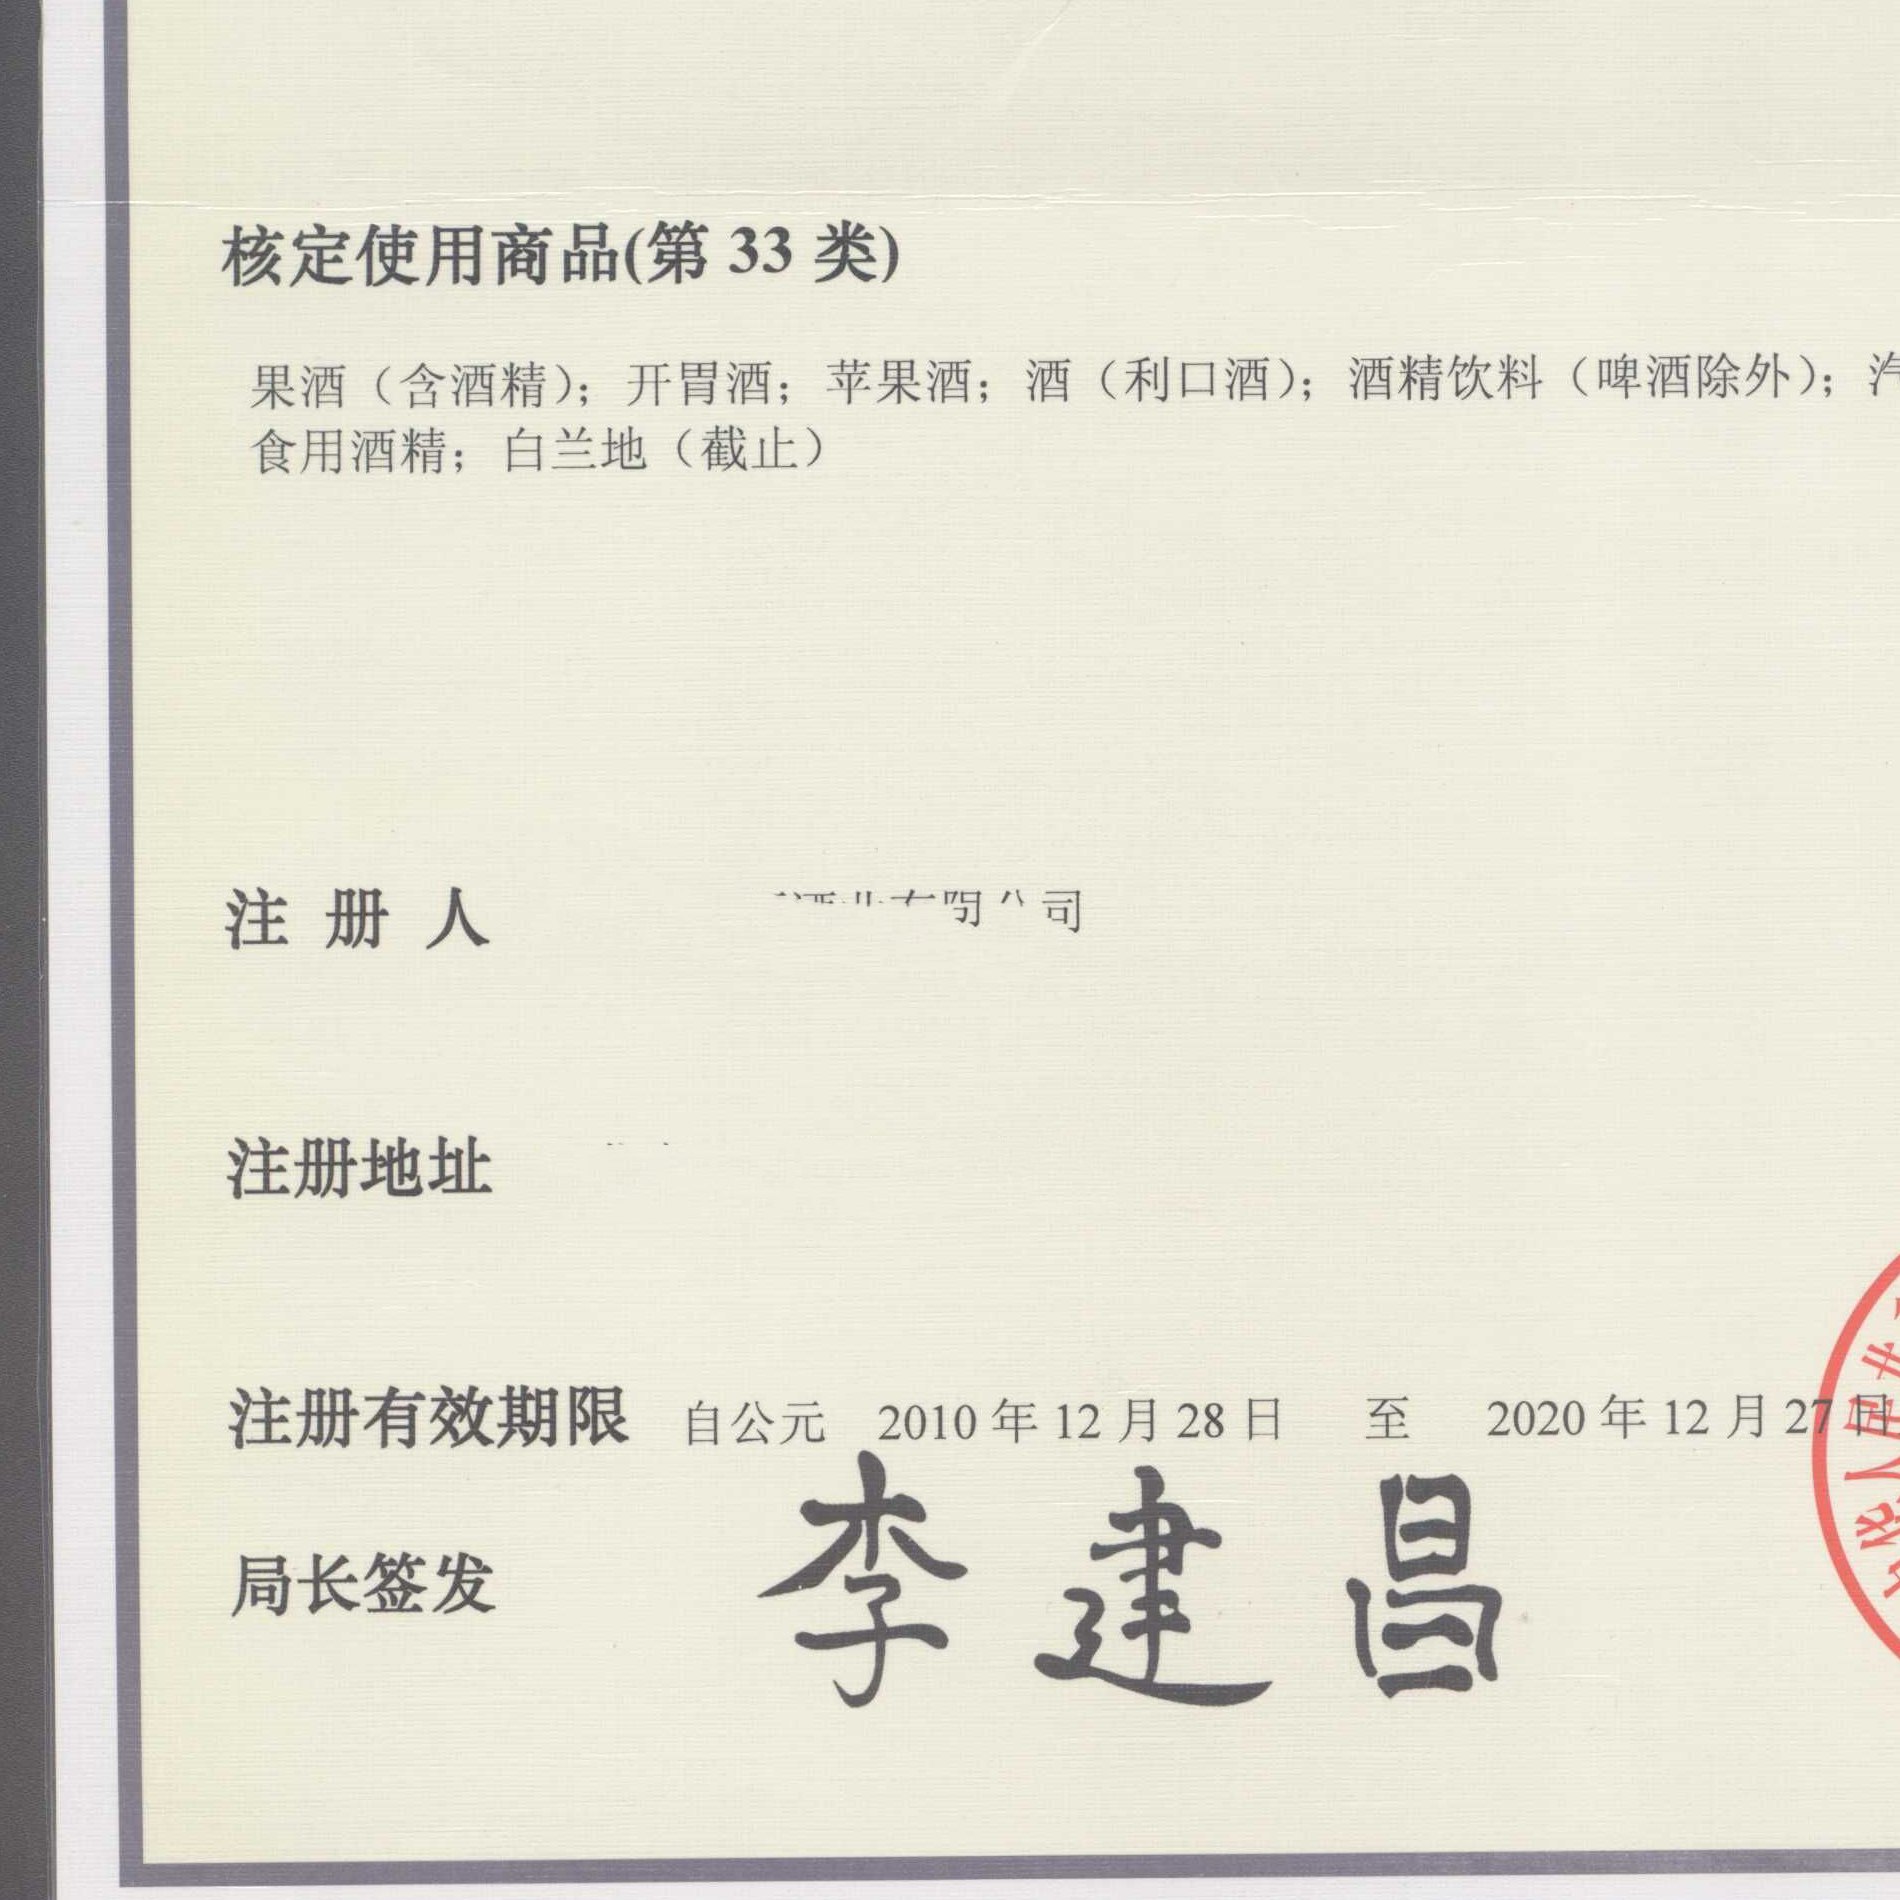 核定使用商品(第 33 类)
果酒（含酒精）；开胃酒；苹果酒；酒（利口酒）；酒精饮料（啤酒除外）；汽
食用酒精；白兰地（截止）
注 册 人
酒业有限公司
注册地址
注册有效期限 自公元 2010 年 12 月 28 日 至 2020 年 12 月 27 日
局长签发 李建昌
华人民共